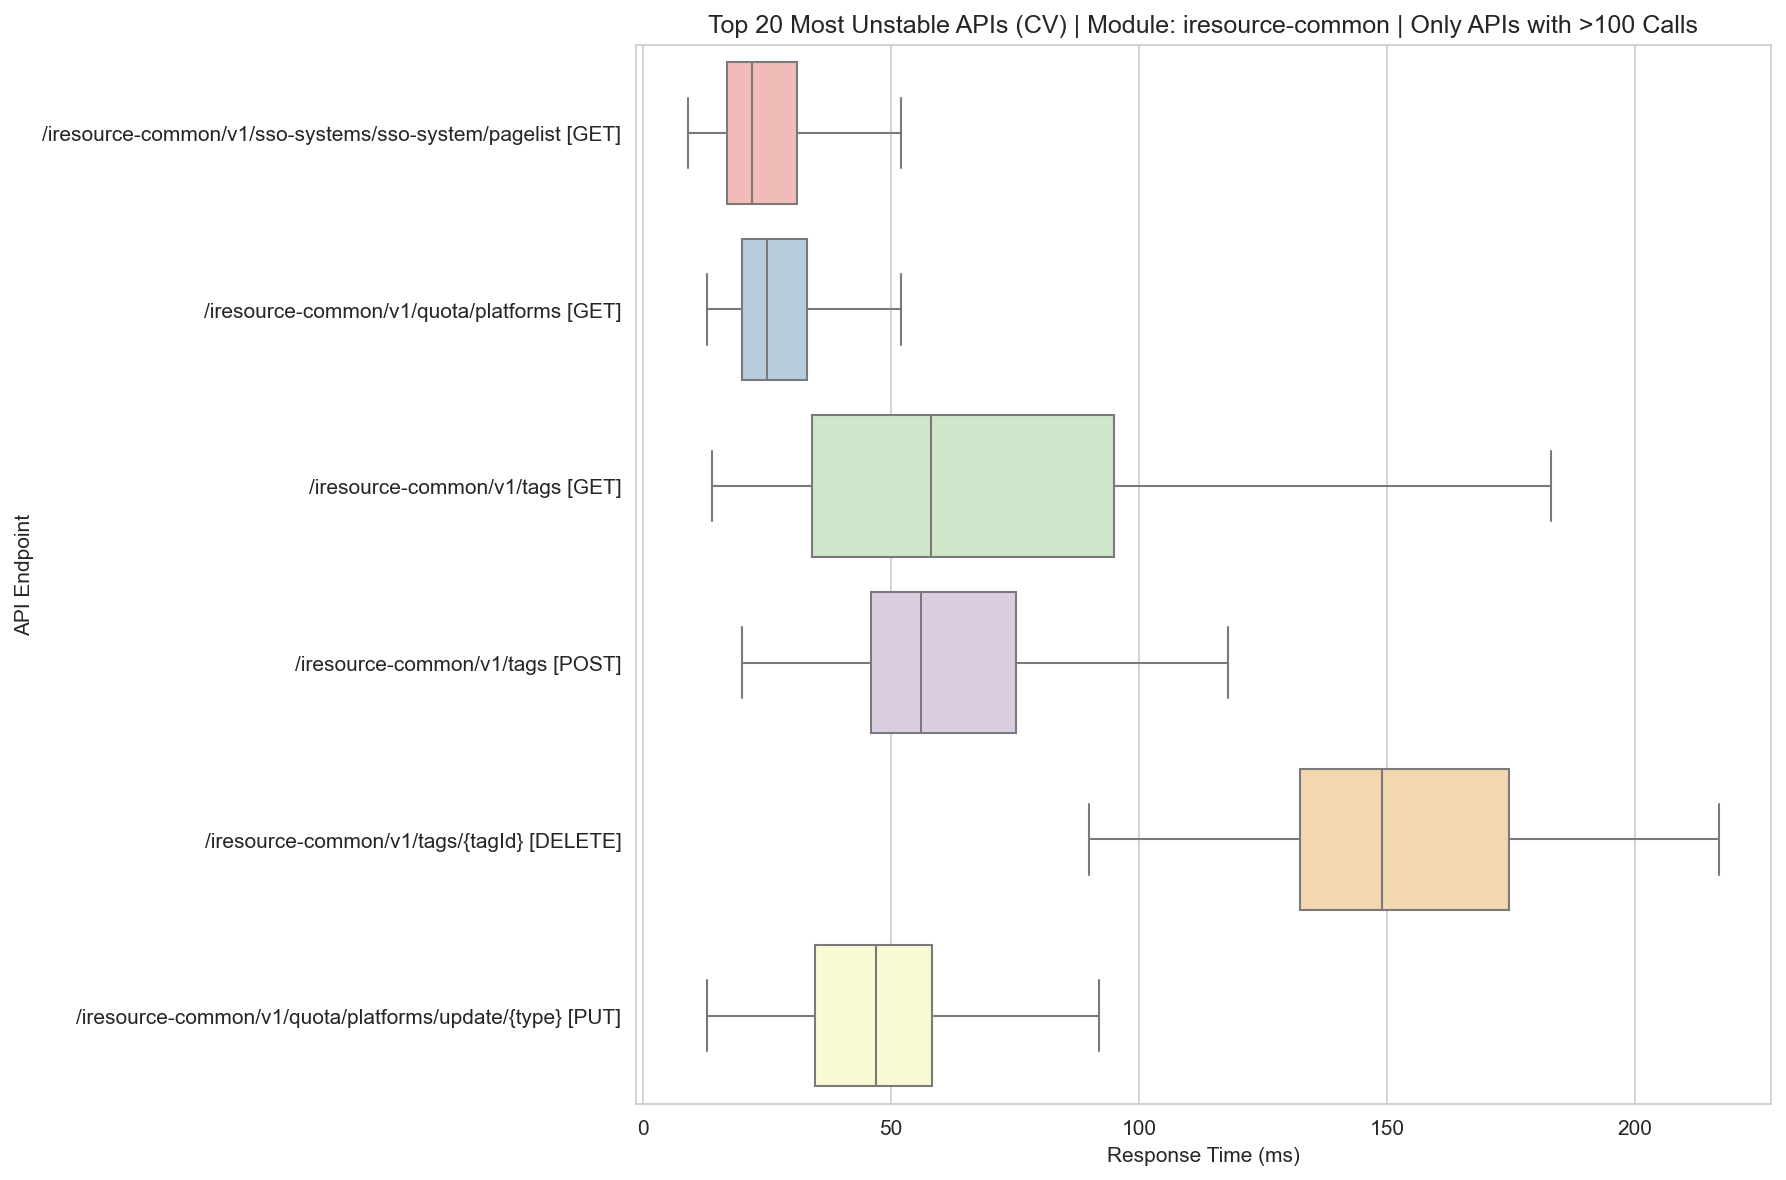 Top 20 Most Unstable APIs (CV) | Module: iresource-common | Only APIs with >100 Calls
/iresource-common/v1/sso-systems/sso-system/pagelist [GET]
/iresource-common/v1/quota/platforms [GET]
/iresource-common/v1/tags [GET]
/iresource-common/v1/tags [POST]
/iresource-common/v1/tags/{tagId} [DELETE]
/iresource-common/v1/quota/platforms/update/{type} [PUT]
API Endpoint
0 50 100 150 200
Response Time (ms)